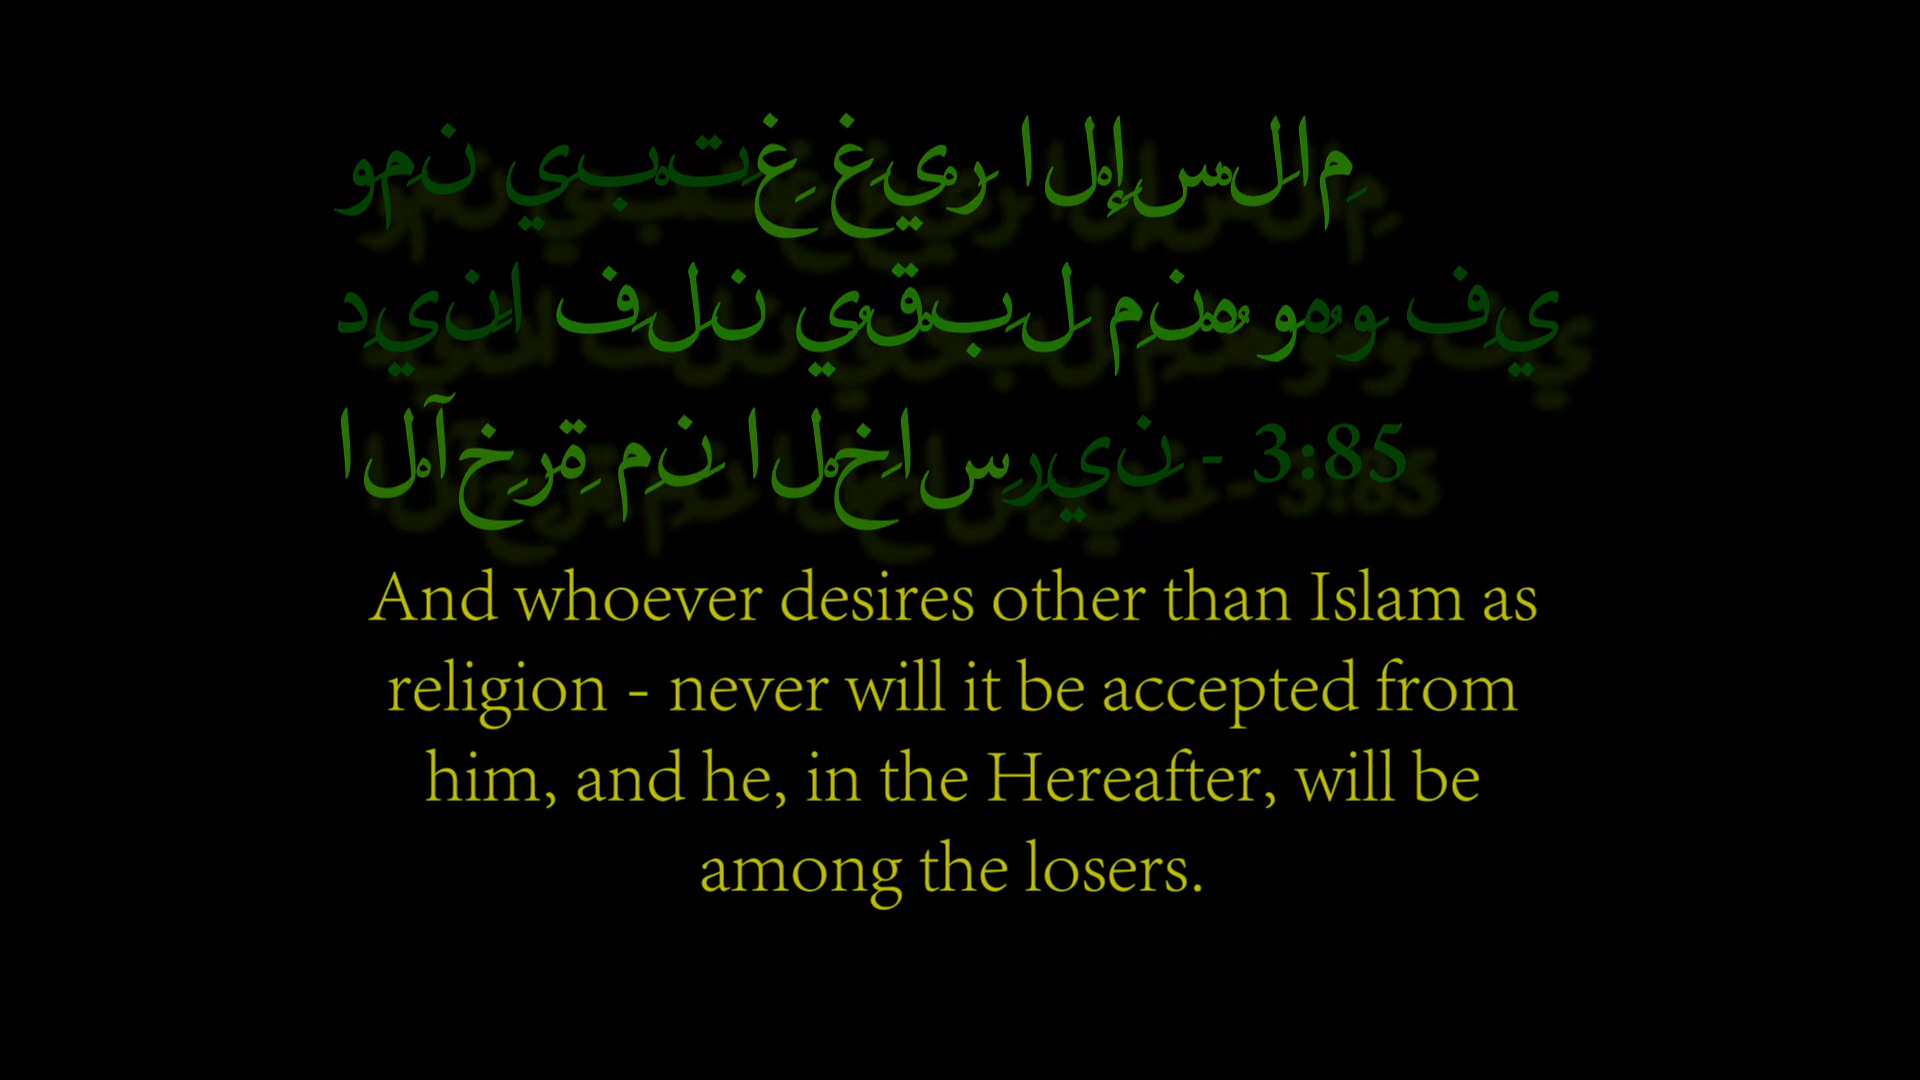 ومن يبتغ غير الإسلام
دينا فلن يقبل منه وهو في
الآخرة من الخاسرين - 3:85
And whoever desires other than Islam as
religion - never will it be accepted from
him, and he, in the Hereafter, will be
among the losers.